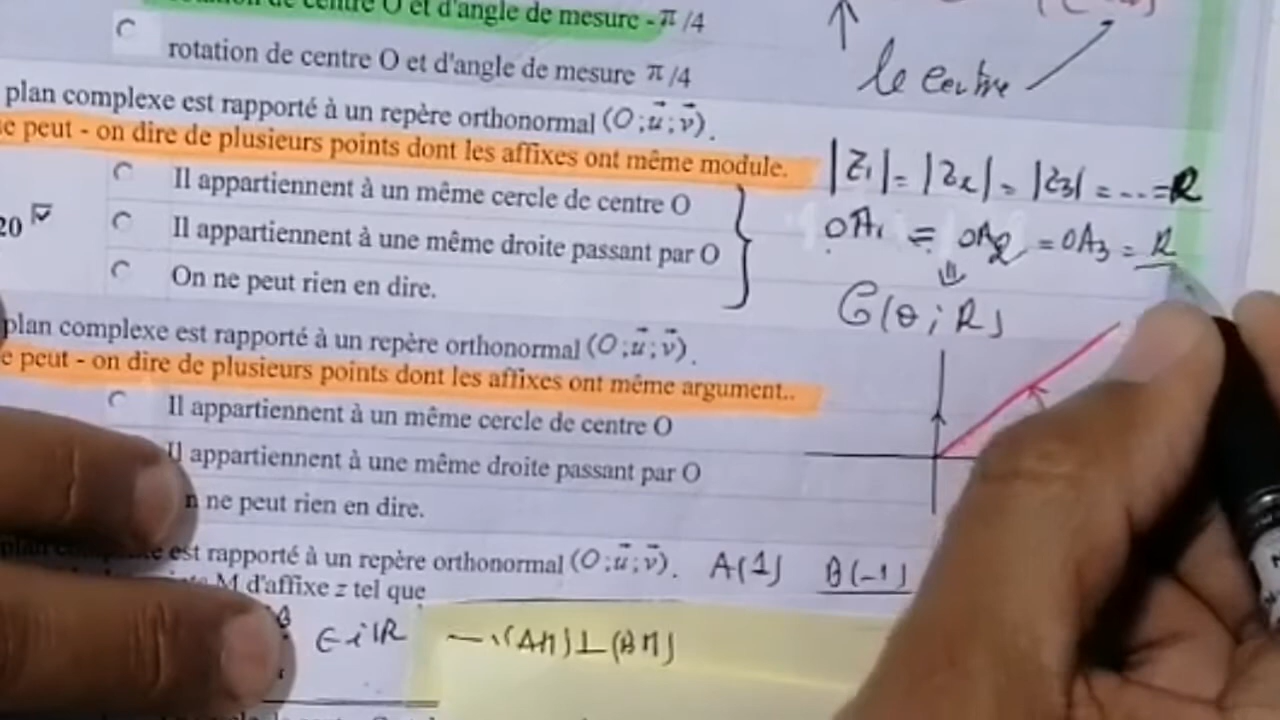 centre O et d'angle de mesure - π /4
rotation de centre O et d'angle de mesure π /4
le centre
plan complexe est rapporté à un repère orthonormal (O ; u ; v) .
peut - on dire de plusieurs points dont les affixes ont même module.
Il appartiennent à un même cercle de centre O
|Z1| = |Z2| = |Z3| = ... = R
20
Il appartiennent à une même droite passant par O
OA1 = OA2 = OA3 = R
On ne peut rien en dire.
⇓
C(O ; R)
plan complexe est rapporté à un repère orthonormal (O ; u ; v) .
peut - on dire de plusieurs points dont les affixes ont même argument..
Il appartiennent à un même cercle de centre O
Il appartiennent à une même droite passant par O
n ne peut rien en dire.
est rapporté à un repère orthonormal (O ; u ; v) . A(1) B(-1)
M d'affixe z tel que
∈ iR (AM) ⊥ (BM)